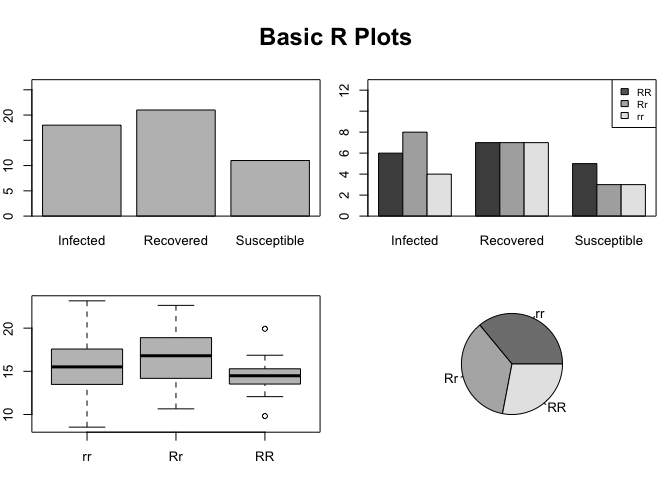 Basic R Plots
20
10
5
0
Infected Recovered Susceptible
12
8
6
4
2
0
RR
Rr
rr
Infected Recovered Susceptible
20
15
10
rr Rr RR
rr
Rr
RR